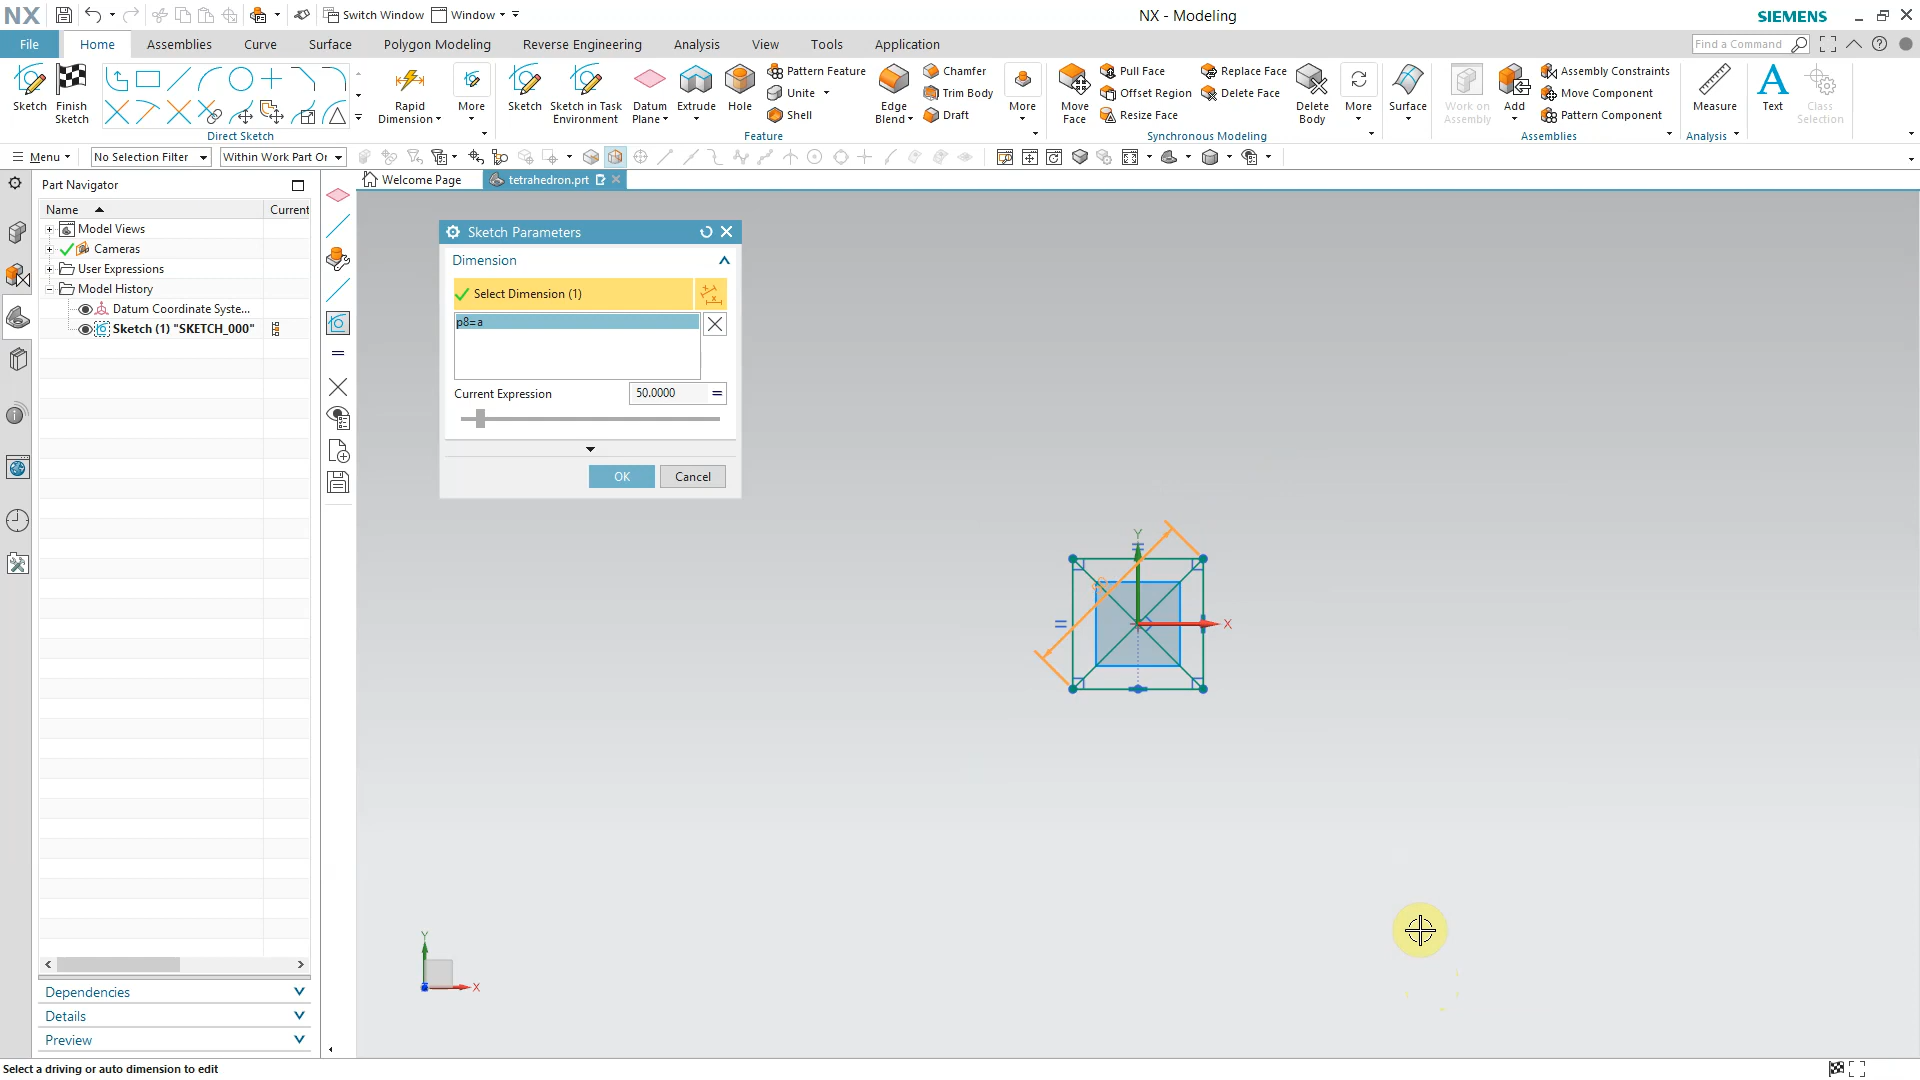 NX
Switch Window
Window
NX - Modeling
SIEMENS
File
Home
Assemblies
Curve
Surface
Polygon Modeling
Reverse Engineering
Analysis
View
Tools
Application
Find a Command
Sketch
Finish
Sketch
Direct Sketch
Rapid
Dimension
More
Sketch
Sketch in Task
Environment
Datum
Plane
Extrude
Hole
Pattern Feature
Unite
Shell
Edge
Blend
Chamfer
Trim Body
Draft
More
Feature
Move
Face
Pull Face
Offset Region
Resize Face
Replace Face
Delete Face
Delete
Body
More
Synchronous Modeling
Surface
Work on
Assembly
Add
Assembly Constraints
Move Component
Pattern Component
Assemblies
Measure
Analysis
Text
Class
Selection
Menu
No Selection Filter
Within Work Part Or
Part Navigator
Welcome Page
tetrahedron.prt
Name
Current
Model Views
Cameras
User Expressions
Model History
Datum Coordinate Syste...
Sketch (1) "SKETCH_000"
Sketch Parameters
Dimension
Select Dimension (1)
p8=a
Current Expression
50.0000
OK
Cancel
Y
X
Y
X
Dependencies
Details
Preview
Select a driving or auto dimension to edit